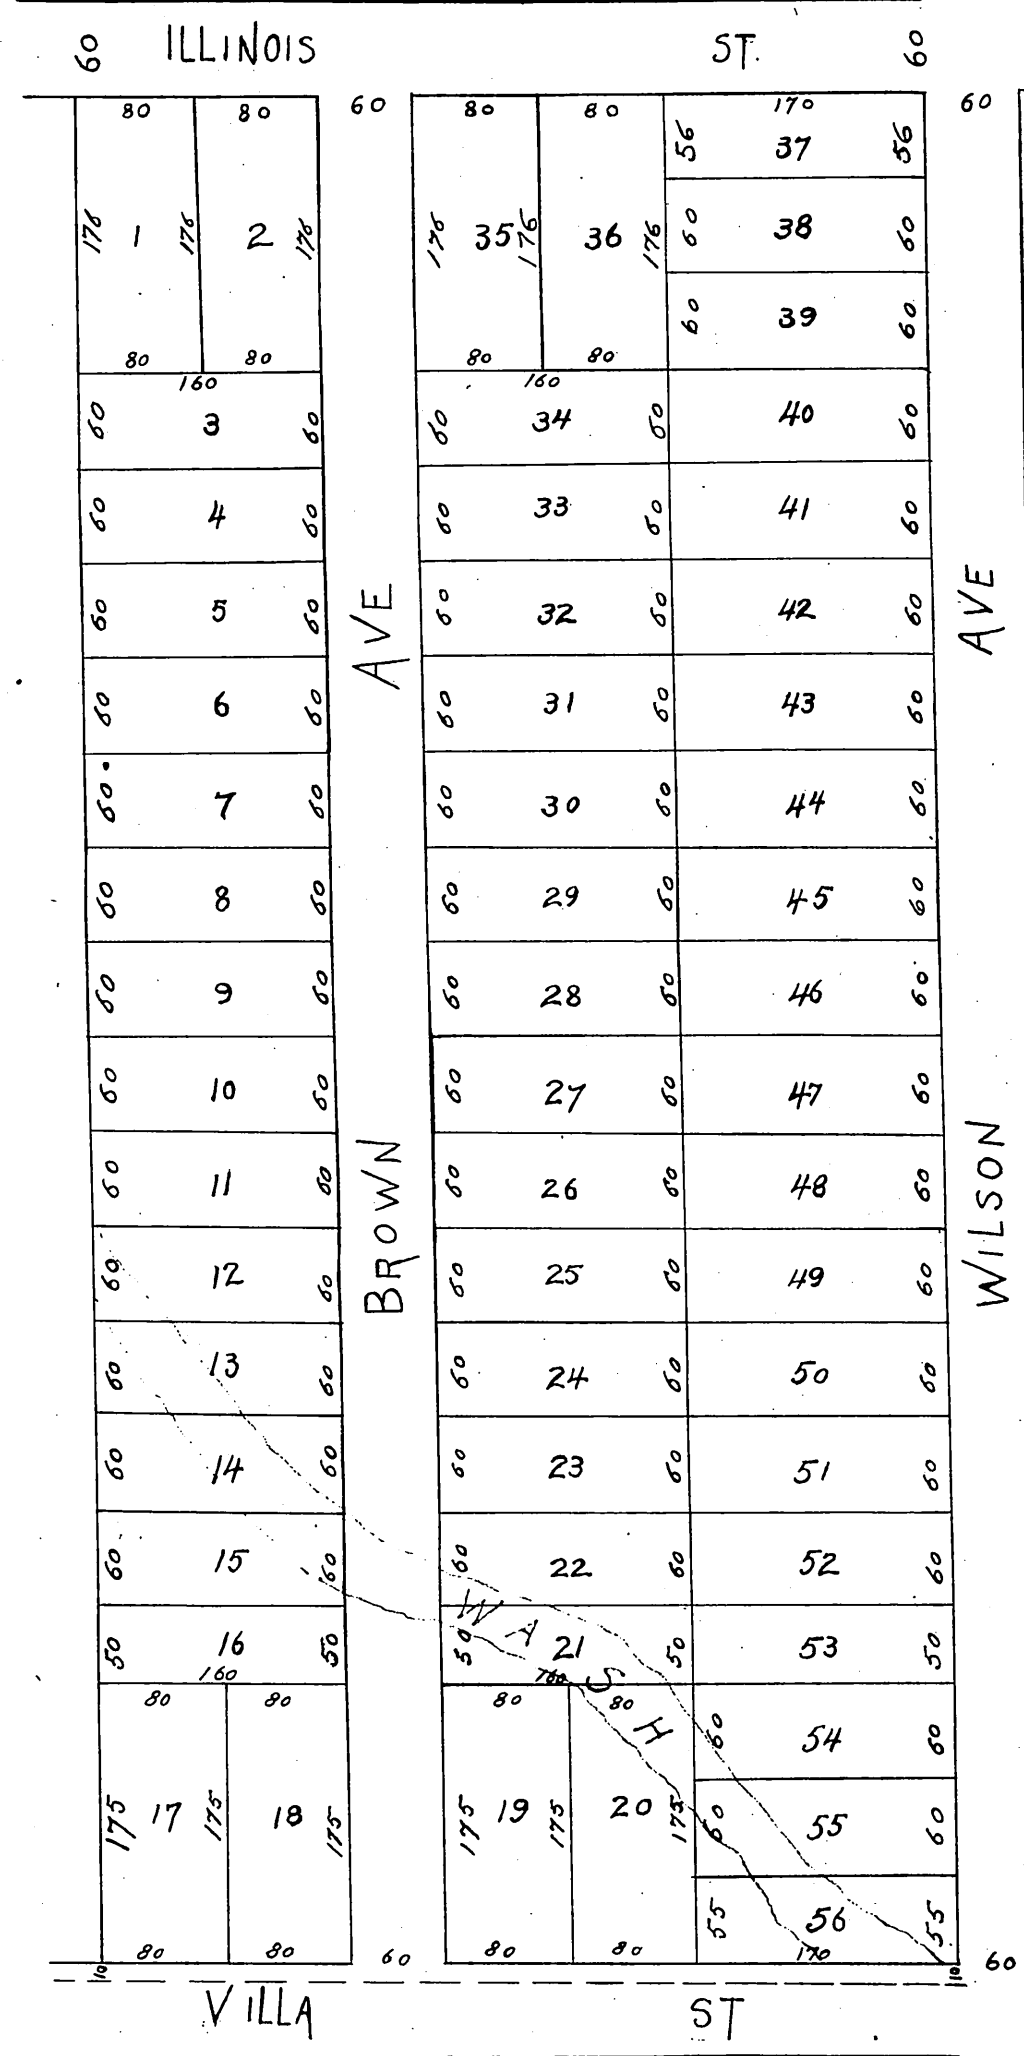 60 ILLINOIS ST. 60
80 80 60 80 80 170 60
56 37 56
176 1 176 2 176 176 35 176 36 176 60 38 60
60 39 60
80 80 80 80
160 160
60 3 60 60 34 60 40 60
60 4 60 60 33 60 41 60
60 5 60 60 32 60 42 60
AVE AVE
60 6 60 60 31 60 43 60
60 7 60 60 30 60 44 60
60 8 60 60 29 60 45 60
60 9 60 60 28 60 46 60
60 10 60 60 27 60 47 60
60 11 60 60 26 60 48 60
BROWN WILSON
60 12 60 60 25 60 49 60
60 13 60 60 24 60 50 60
60 14 60 60 23 60 51 60
60 15 60 60 22 60 52 60
WASH
50 16 50 50 21 50 53 50
160 160
80 80 80 80
60 54 60
175 17 175 18 175 175 19 175 20 175 60 55 60
55 56 55
80 80 60 80 80 170 60
10 10
VILLA ST